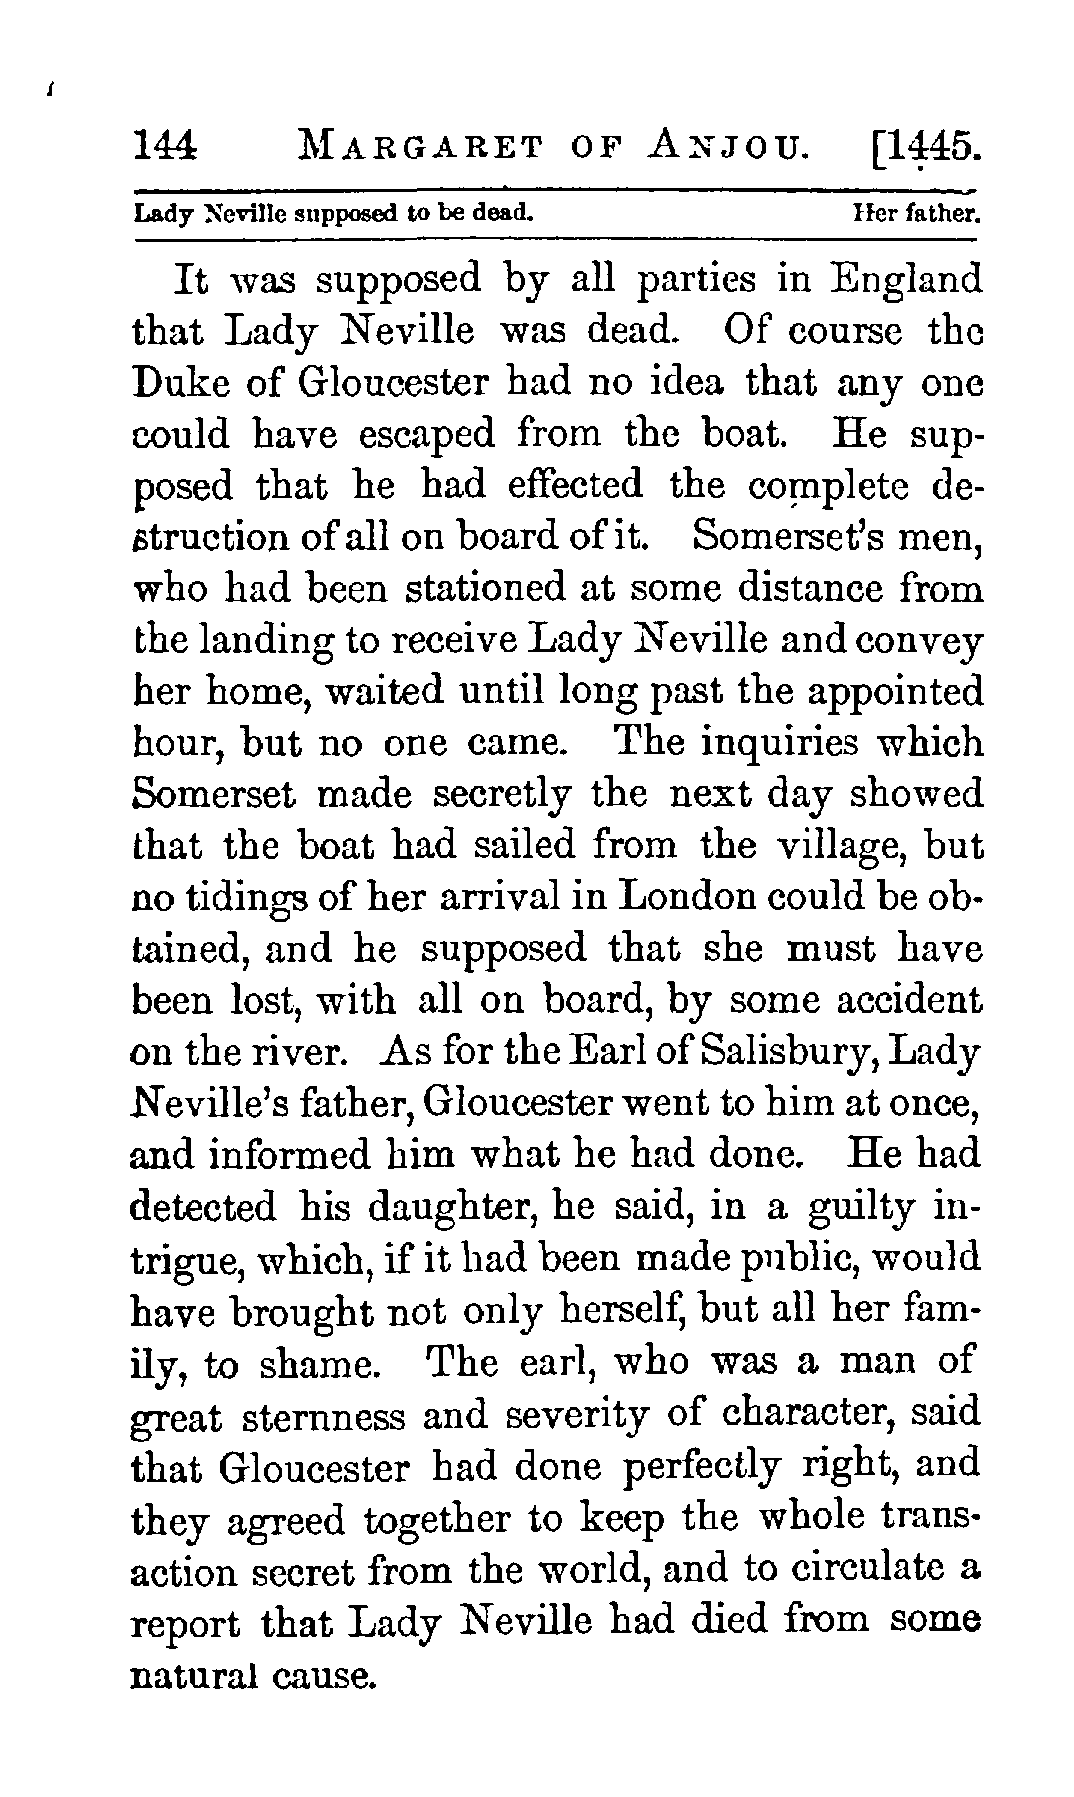 144 MARGARET OF ANJOU. [1445.
Lady Neville supposed to be dead. Her father.
It was supposed by all parties in England
that Lady Neville was dead. Of course the
Duke of Gloucester had no idea that any one
could have escaped from the boat. He sup-
posed that he had effected the complete de-
struction of all on board of it. Somerset's men,
who had been stationed at some distance from
the landing to receive Lady Neville and convey
her home, waited until long past the appointed
hour, but no one came. The inquiries which
Somerset made secretly the next day showed
that the boat had sailed from the village, but
no tidings of her arrival in London could be ob-
tained, and he supposed that she must have
been lost, with all on board, by some accident
on the river. As for the Earl of Salisbury, Lady
Neville's father, Gloucester went to him at once,
and informed him what he had done. He had
detected his daughter, he said, in a guilty in-
trigue, which, if it had been made public, would
have brought not only herself, but all her fam-
ily, to shame. The earl, who was a man of
great sternness and severity of character, said
that Gloucester had done perfectly right, and
they agreed together to keep the whole trans-
action secret from the world, and to circulate a
report that Lady Neville had died from some
natural cause.